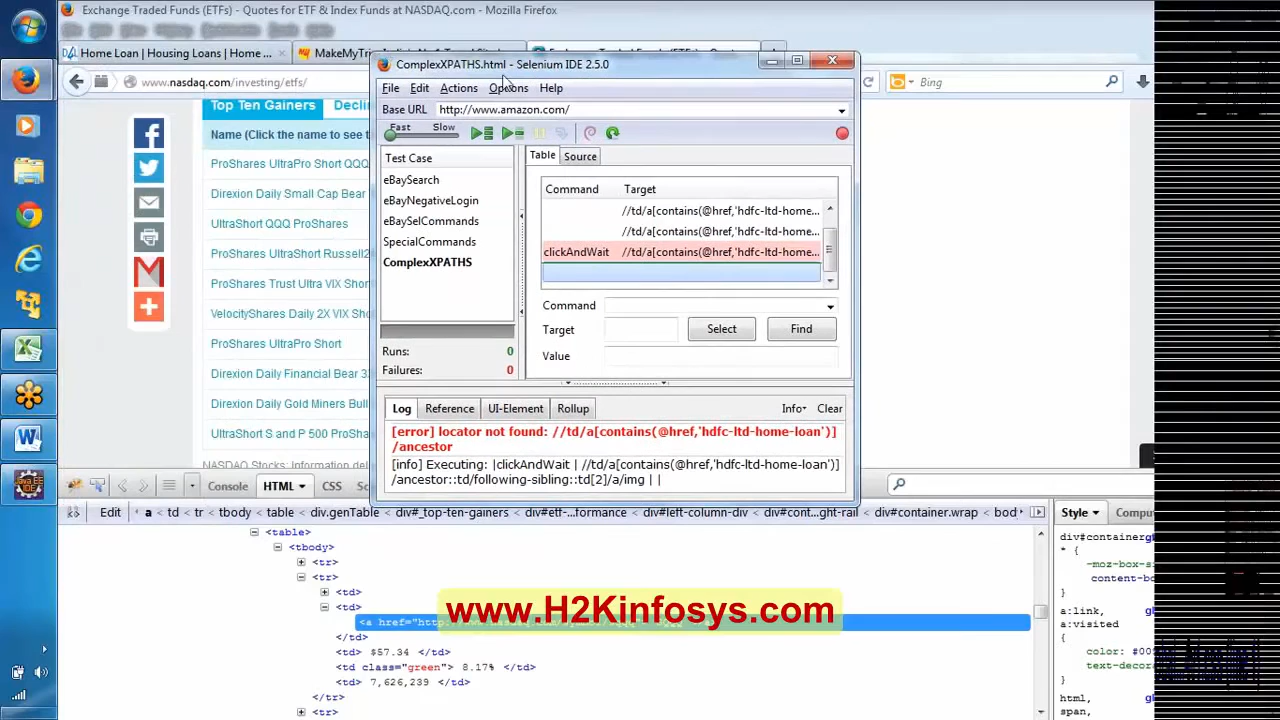 Exchange Traded Funds (ETFs) - Quotes for ETF & Index Funds at NASDAQ.com - Mozilla Firefox
Home Loan | Housing Loans | Home ...
www.nasdaq.com/investing/etfs/
Bing
ComplexXPATHS.html - Selenium IDE 2.5.0
File Edit Actions Options Help
Base URL http://www.amazon.com/
Fast Slow
Test Case
eBaySearch
eBayNegativeLogin
eBaySelCommands
SpecialCommands
ComplexXPATHS
Runs: 0
Failures: 0
Table Source
Command Target
//td/a[contains(@href,'hdfc-ltd-home...
//td/a[contains(@href,'hdfc-ltd-home...
clickAndWait //td/a[contains(@href,'hdfc-ltd-home...
Command
Target Select Find
Value
Log Reference UI-Element Rollup Info Clear
[error] locator not found: //td/a[contains(@href,'hdfc-ltd-home-loan')]
/ancestor
[info] Executing: |clickAndWait | //td/a[contains(@href,'hdfc-ltd-home-loan')]
/ancestor::td/following-sibling::td[2]/a/img | |
Top Ten Gainers
Name (Click the name to see t
ProShares UltraPro Short QQQ
Direxion Daily Small Cap Bear
UltraShort QQQ ProShares
ProShares UltraShort Russell2
ProShares Trust Ultra VIX Shor
VelocityShares Daily 2X VIX Sho
ProShares UltraPro Short
Direxion Daily Financial Bear 3
Direxion Daily Gold Miners Bull
UltraShort S and P 500 ProShar
Console HTML CSS
Edit a td tr tbody table div.genTable div#_top-ten-gainers div#etf-...formance div#left-column-div div#cont...ght-rail div#container.wrap bod
<table>
<tbody>
<tr>
<tr>
<td>
<td>
</td>
<td> $57.34 </td>
<td class="green">
<td> 7,626,239 </td>
</tr>
<tr>
www.H2Kinfosys.com
Style
div#container
* {
-moz-box-s
content-bo
}
a:link,
a:visited
{
color: #00
text-decor
}
html,
span,